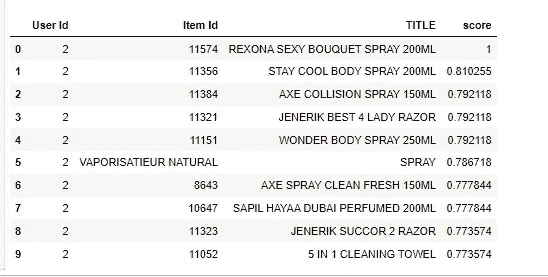 User Id Item Id TITLE score
0 2 11574 REXONA SEXY BOUQUET SPRAY 200ML 1
1 2 11356 STAY COOL BODY SPRAY 200ML 0.810255
2 2 11384 AXE COLLISION SPRAY 150ML 0.792118
3 2 11321 JENERIK BEST 4 LADY RAZOR 0.792118
4 2 11151 WONDER BODY SPRAY 250ML 0.792118
5 2 VAPORISATIEUR NATURAL SPRAY 0.786718
6 2 8643 AXE SPRAY CLEAN FRESH 150ML 0.777844
7 2 10647 SAPIL HAYAA DUBAI PERFUMED 200ML 0.777844
8 2 11323 JENERIK SUCCOR 2 RAZOR 0.773574
9 2 11052 5 IN 1 CLEANING TOWEL 0.773574